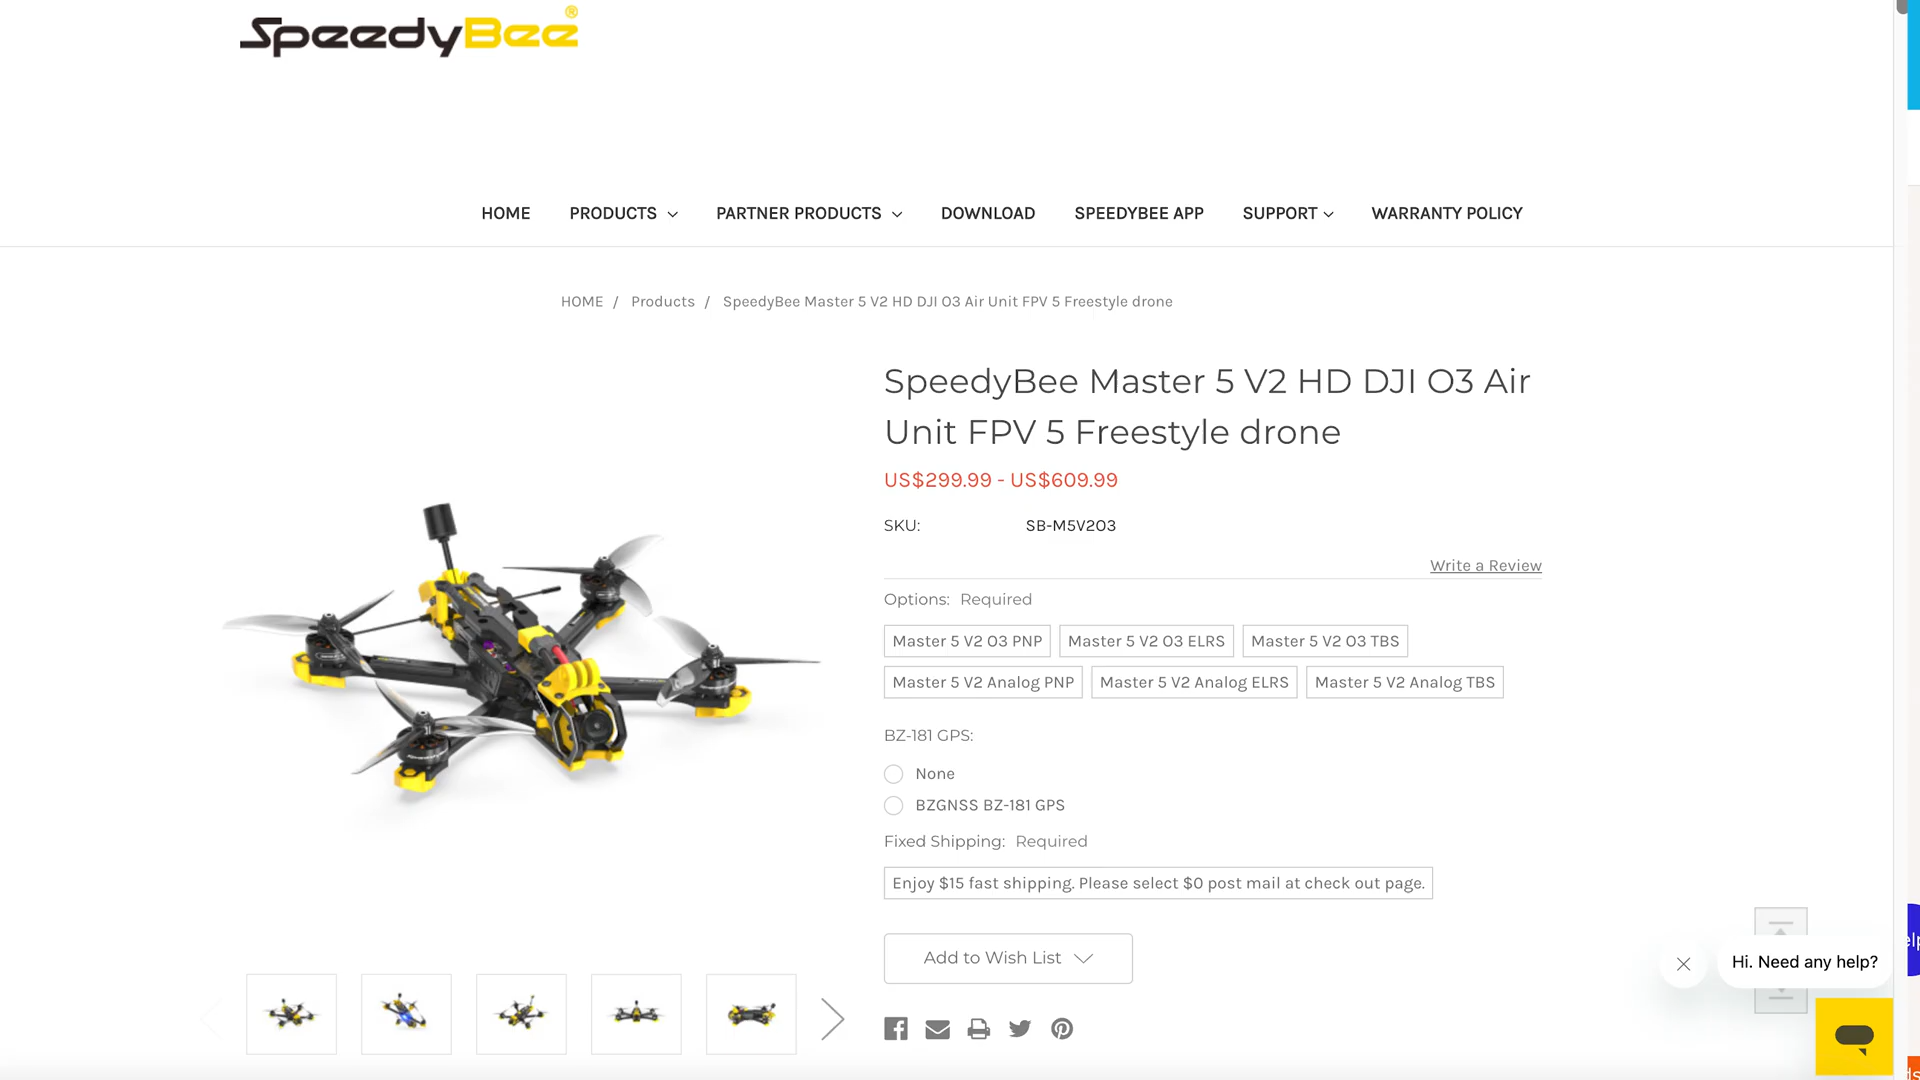 SpeedyBee®
HOME PRODUCTS PARTNER PRODUCTS DOWNLOAD SPEEDYBEE APP SUPPORT WARRANTY POLICY
HOME / Products / SpeedyBee Master 5 V2 HD DJI O3 Air Unit FPV 5 Freestyle drone
SpeedyBee Master 5 V2 HD DJI O3 Air
Unit FPV 5 Freestyle drone
US$299.99 - US$609.99
SKU: SB-M5V2O3
Write a Review
Options: Required
Master 5 V2 O3 PNP Master 5 V2 O3 ELRS Master 5 V2 O3 TBS
Master 5 V2 Analog PNP Master 5 V2 Analog ELRS Master 5 V2 Analog TBS
BZ-181 GPS:
None
BZGNSS BZ-181 GPS
Fixed Shipping: Required
Enjoy $15 fast shipping. Please select $0 post mail at check out page.
Add to Wish List
Hi. Need any help?